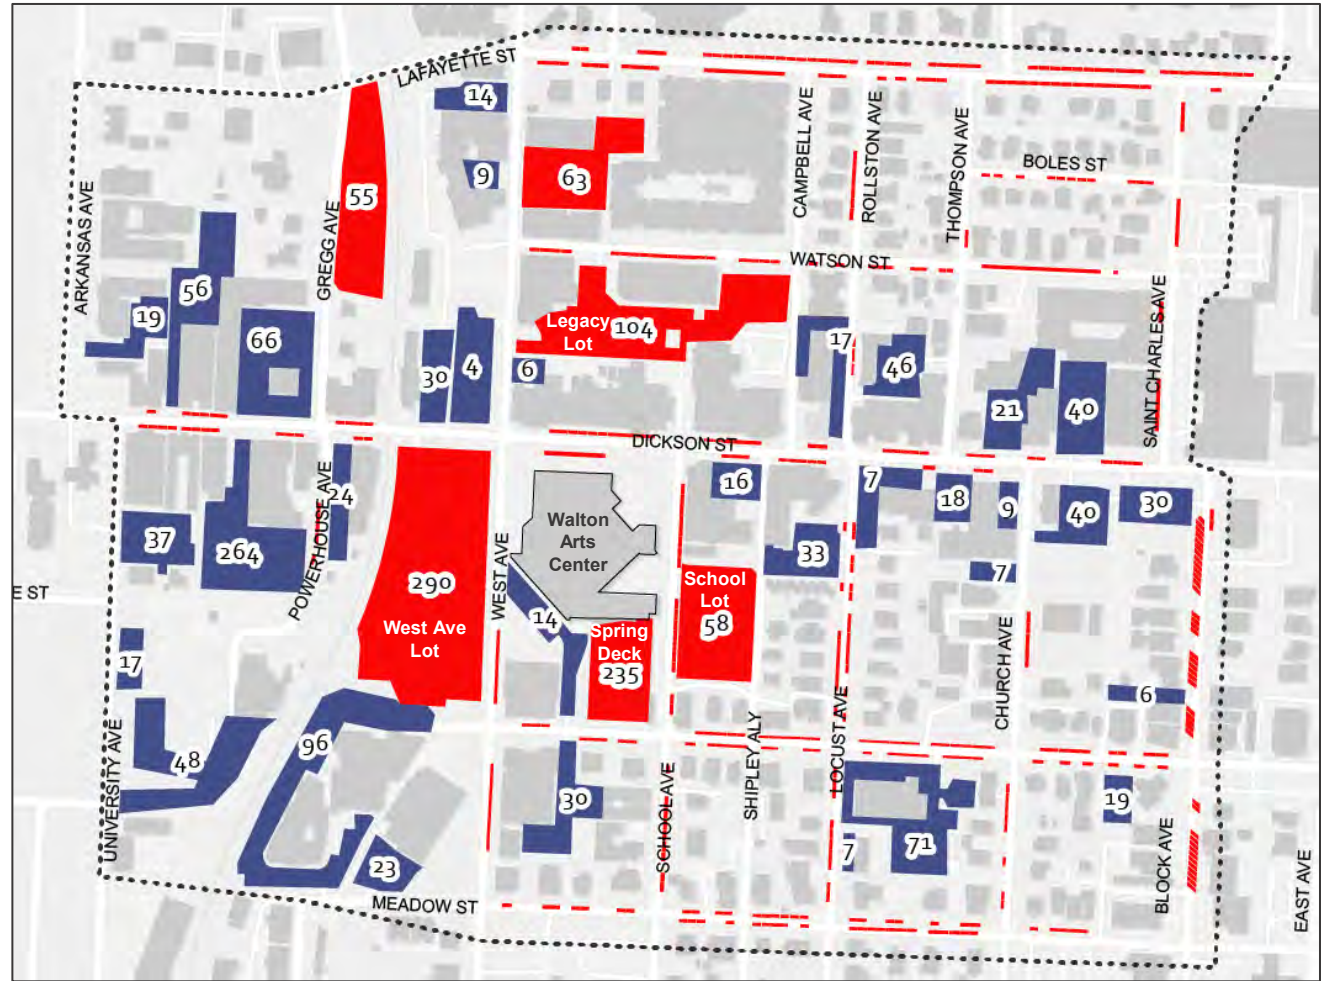 LAFAYETTE ST
14
9
63
55
CAMPBELL AVE
ROLLSTON AVE
THOMPSON AVE
BOLES ST
ARKANSAS AVE
GREGG AVE
WATSON ST
SAINT CHARLES AVE
56
19
66
30
4
6
Legacy
Lot
104
17
46
21
40
DICKSON ST
24
POWERHOUSE AVE
37
264
290
West Ave
Lot
WEST AVE
Walton
Arts
Center
14
Spring
Deck
235
School
Lot
58
16
33
7
18
9
40
30
7
E ST
17
UNIVERSITY AVE
48
96
23
30
SCHOOL AVE
SHIPLEY ALY
LOCUST AVE
CHURCH AVE
6
7
71
19
BLOCK AVE
EAST AVE
MEADOW ST